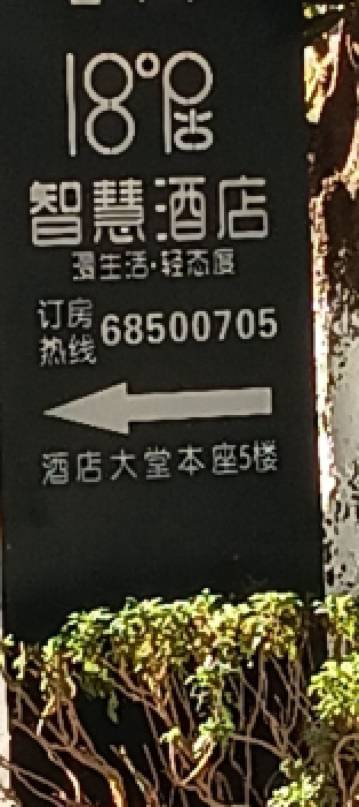 18°居
智慧酒店
漫生活·轻态度
订房
热线 68500705
酒店大堂本座5楼